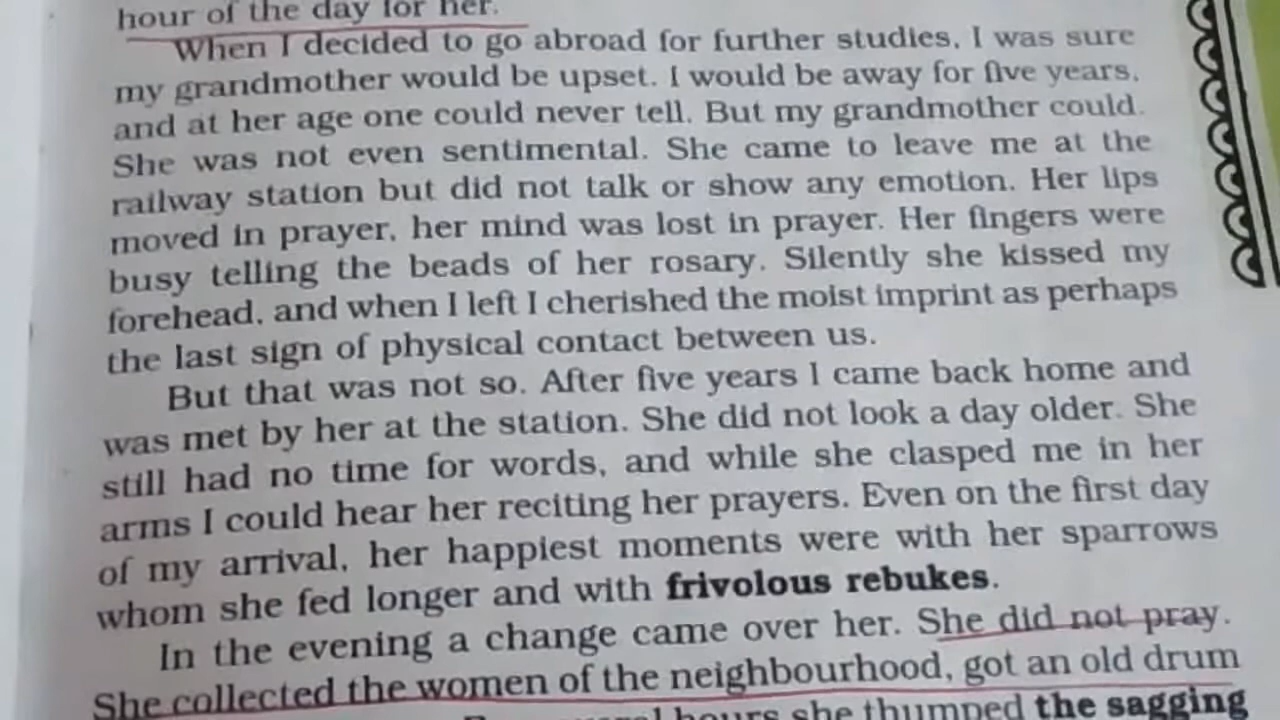 hour of the day for her.
When I decided to go abroad for further studies, I was sure
my grandmother would be upset. I would be away for five years,
and at her age one could never tell. But my grandmother could.
She was not even sentimental. She came to leave me at the
railway station but did not talk or show any emotion. Her lips
moved in prayer, her mind was lost in prayer. Her fingers were
busy telling the beads of her rosary. Silently she kissed my
forehead, and when I left I cherished the moist imprint as perhaps
the last sign of physical contact between us.
But that was not so. After five years I came back home and
was met by her at the station. She did not look a day older. She
still had no time for words, and while she clasped me in her
arms I could hear her reciting her prayers. Even on the first day
of my arrival, her happiest moments were with her sparrows
whom she fed longer and with frivolous rebukes.
In the evening a change came over her. She did not pray.
She collected the women of the neighbourhood, got an old drum
hours she thumped the sagging